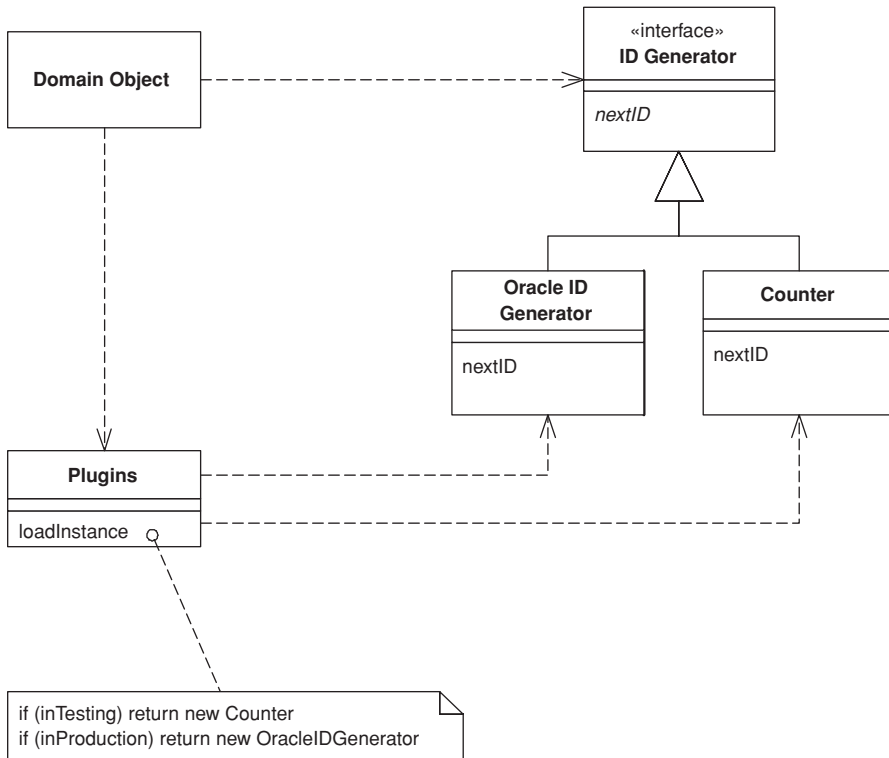 «interface»
ID Generator
Domain Object
nextID
Oracle ID
Generator
Counter
nextID
nextID
Plugins
loadInstance
if (inTesting) return new Counter
if (inProduction) return new OracleIDGenerator